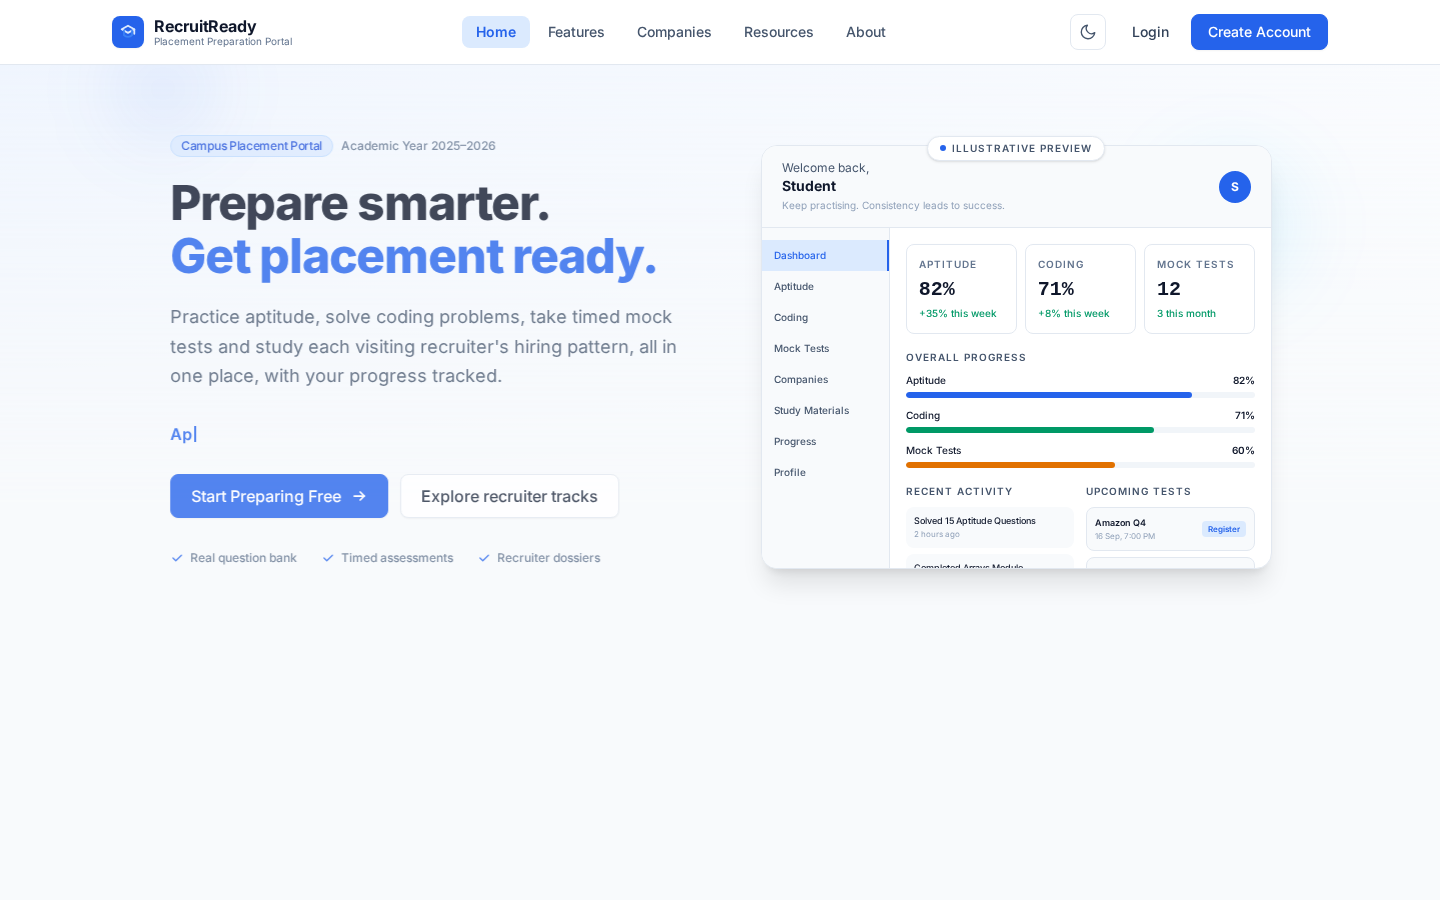 RecruitReady
Placement Preparation Portal
Home
Features
Companies
Resources
About
Login
Create Account
Campus Placement Portal
Academic Year 2025–2026
Prepare smarter.
Get placement ready.
Practice aptitude, solve coding problems, take timed mock
tests and study each visiting recruiter's hiring pattern, all in
one place, with your progress tracked.
Ap|
Start Preparing Free →
Explore recruiter tracks
Real question bank
Timed assessments
Recruiter dossiers
ILLUSTRATIVE PREVIEW
Welcome back,
Student
Keep practising. Consistency leads to success.
S
Dashboard
Aptitude
Coding
Mock Tests
Companies
Study Materials
Progress
Profile
APTITUDE
82%
+35% this week
CODING
71%
+8% this week
MOCK TESTS
12
3 this month
OVERALL PROGRESS
Aptitude 82%
Coding 71%
Mock Tests 60%
RECENT ACTIVITY
Solved 15 Aptitude Questions
2 hours ago
Completed Arrays Module
UPCOMING TESTS
Amazon Q4
16 Sep, 7:00 PM
Register